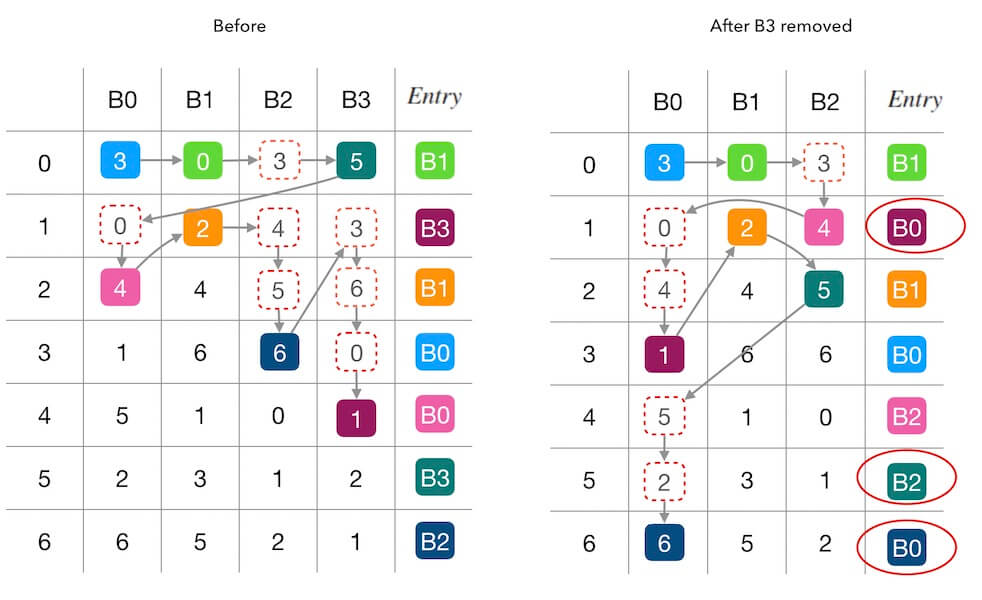 Before After B3 removed
B0 B1 B2 B3 Entry B0 B1 B2 Entry
0 3 0 3 5 B1 0 3 0 3 B1
1 0 2 4 3 B3 1 0 2 4 B0
2 4 4 5 6 B1 2 4 4 5 B1
3 1 6 6 0 B0 3 1 6 6 B0
4 5 1 0 1 B0 4 5 1 0 B2
5 2 3 1 2 B3 5 2 3 1 B2
6 6 5 2 1 B2 6 6 5 2 B0